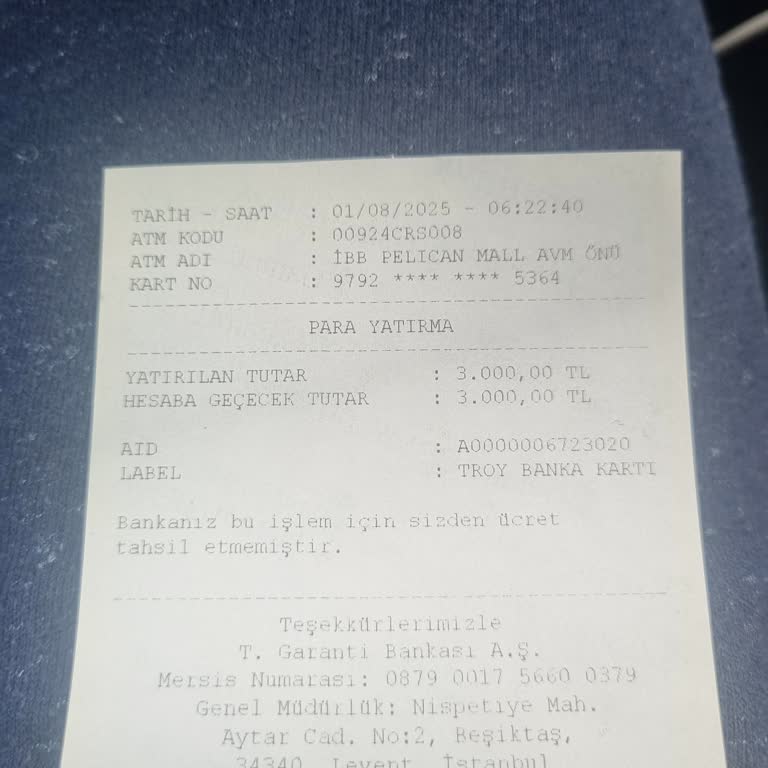 TARİH - SAAT : 01/08/2025 - 06:22:40
ATM KODU : 00924CRS008
ATM ADI : İBB PELICAN MALL AVM ÖNÜ
KART NO : 9792 **** **** 5364
PARA YATIRMA
YATIRILAN TUTAR : 3.000,00 TL
HESABA GEÇECEK TUTAR : 3.000,00 TL
AID : A0000006723020
LABEL : TROY BANKA KARTI
Bankanız bu işlem için sizden ücret
tahsil etmemiştir.
Teşekkürlerimizle
T. Garanti Bankası A.Ş.
Mersis Numarası: 0879 0017 5660 0379
Genel Müdürlük: Nispetiye Mah.
Aytar Cad. No:2, Beşiktaş,
34340, Levent, İstanbul